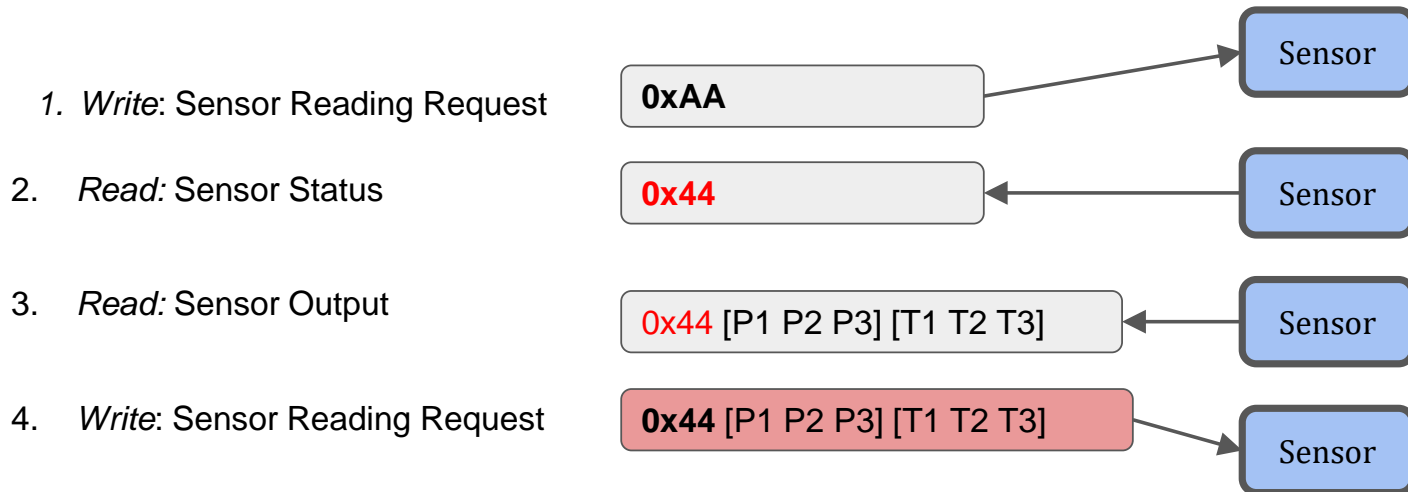 Sensor
1. Write: Sensor Reading Request
0xAA
2. Read: Sensor Status
0x44
Sensor
3. Read: Sensor Output
0x44 [P1 P2 P3] [T1 T2 T3]
Sensor
4. Write: Sensor Reading Request
0x44 [P1 P2 P3] [T1 T2 T3]
Sensor